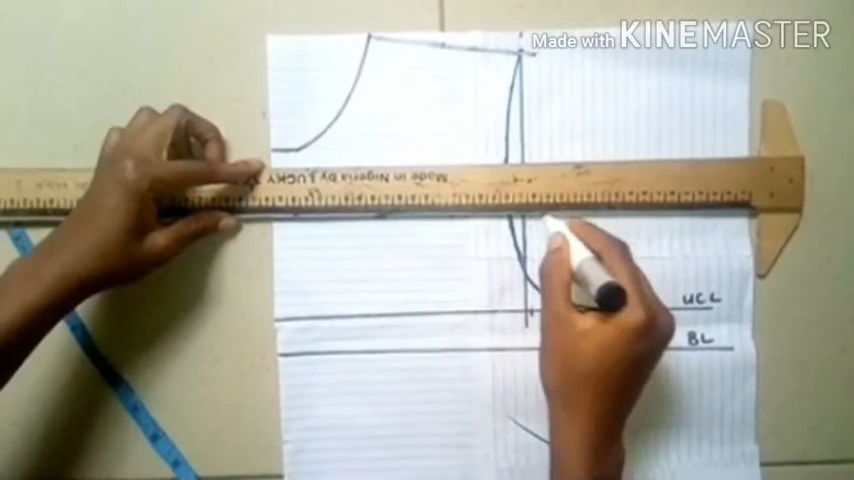 Made with KINEMASTER
Made in Nigeria by LUCKY
UCL
BL